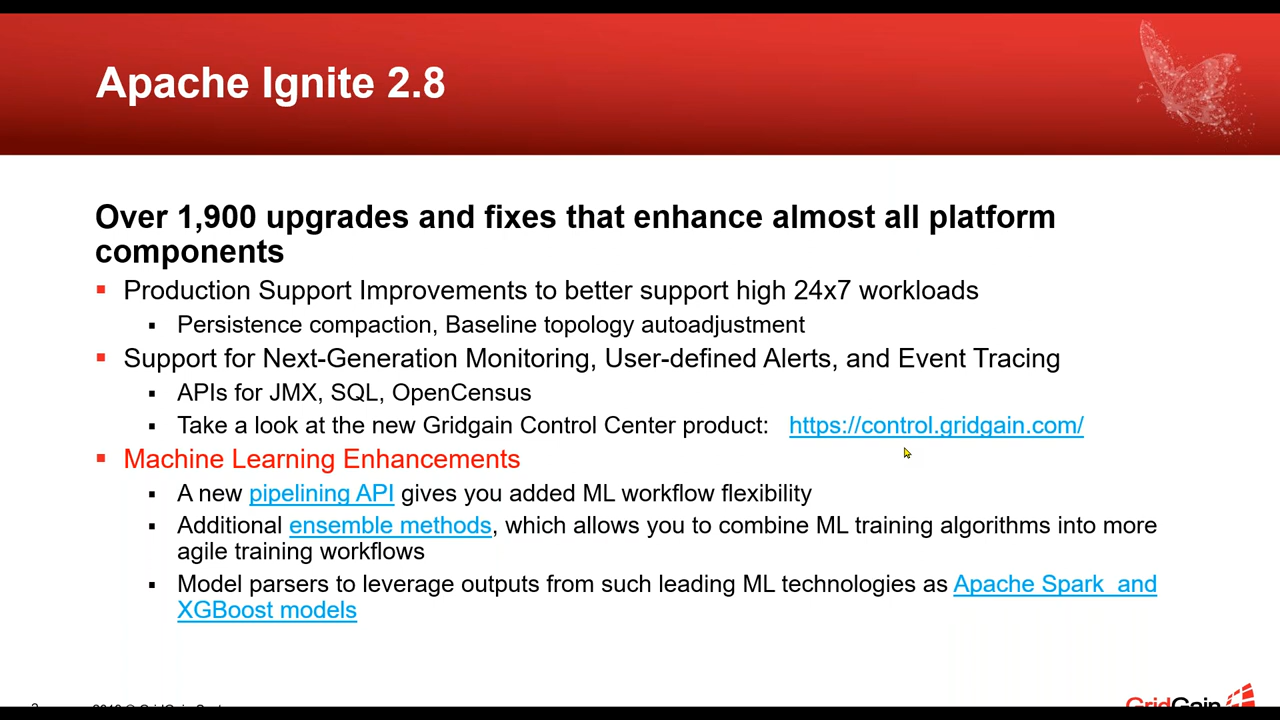 Apache Ignite 2.8
Over 1,900 upgrades and fixes that enhance almost all platform
components
Production Support Improvements to better support high 24x7 workloads
Persistence compaction, Baseline topology autoadjustment
Support for Next-Generation Monitoring, User-defined Alerts, and Event Tracing
APIs for JMX, SQL, OpenCensus
Take a look at the new Gridgain Control Center product: https://control.gridgain.com/
Machine Learning Enhancements
A new pipelining API gives you added ML workflow flexibility
Additional ensemble methods, which allows you to combine ML training algorithms into more
agile training workflows
Model parsers to leverage outputs from such leading ML technologies as Apache Spark and
XGBoost models
GridGain